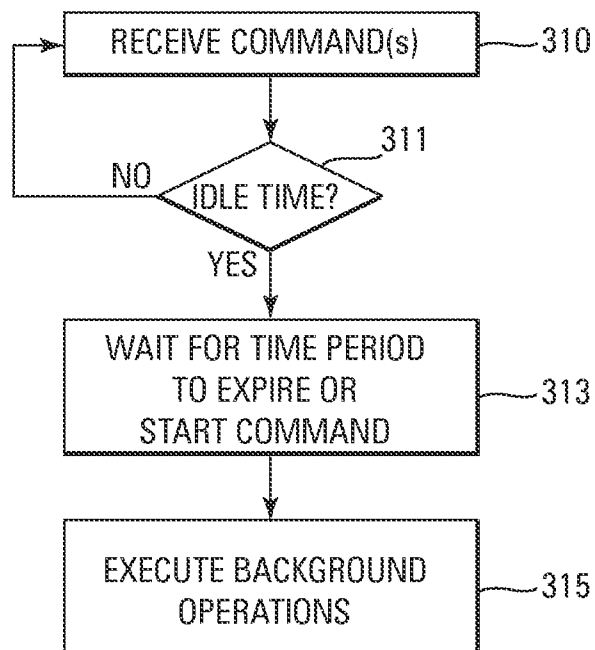 RECEIVE COMMAND(s)
310
311
NO
IDLE TIME?
YES
WAIT FOR TIME PERIOD
TO EXPIRE OR
START COMMAND
313
EXECUTE BACKGROUND
OPERATIONS
315